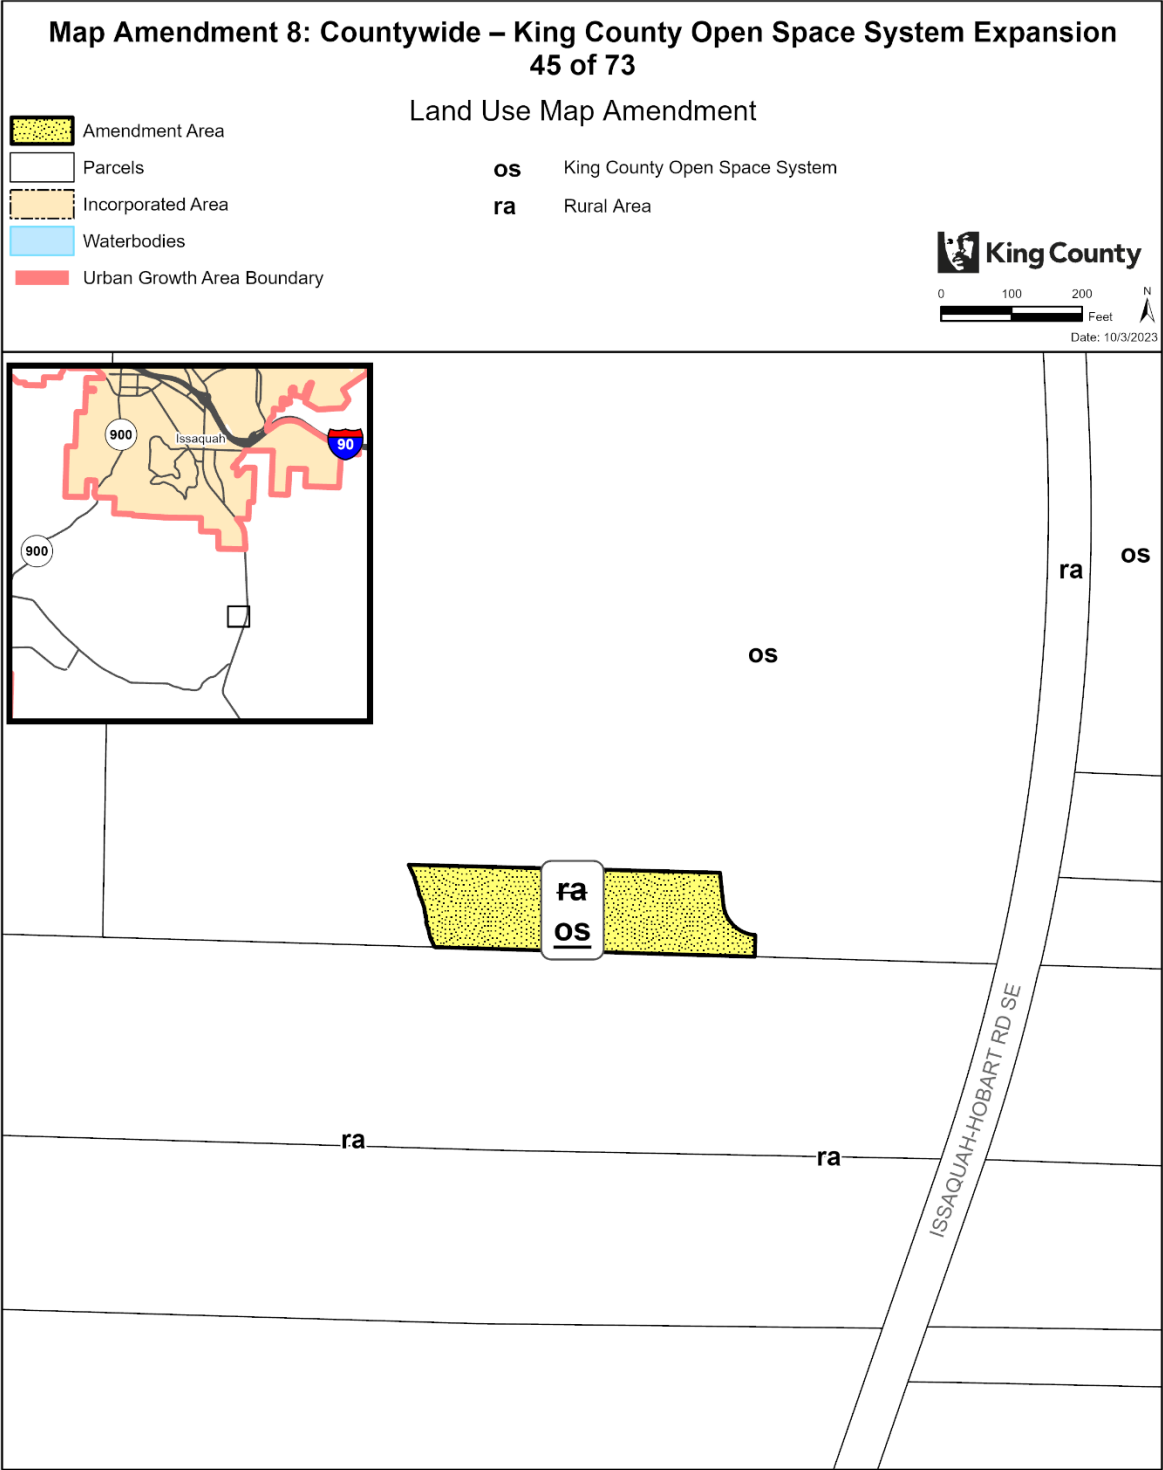 Map Amendment 8: Countywide – King County Open Space System Expansion
45 of 73
Land Use Map Amendment
Amendment Area
Parcels
Incorporated Area
Waterbodies
Urban Growth Area Boundary
os King County Open Space System
ra Rural Area
King County
0 100 200
Feet
N
Date: 10/3/2023
900
Issaquah
90
900
os
ra
os
ra
os
ISSAQUAH-HOBART RD SE
ra
ra